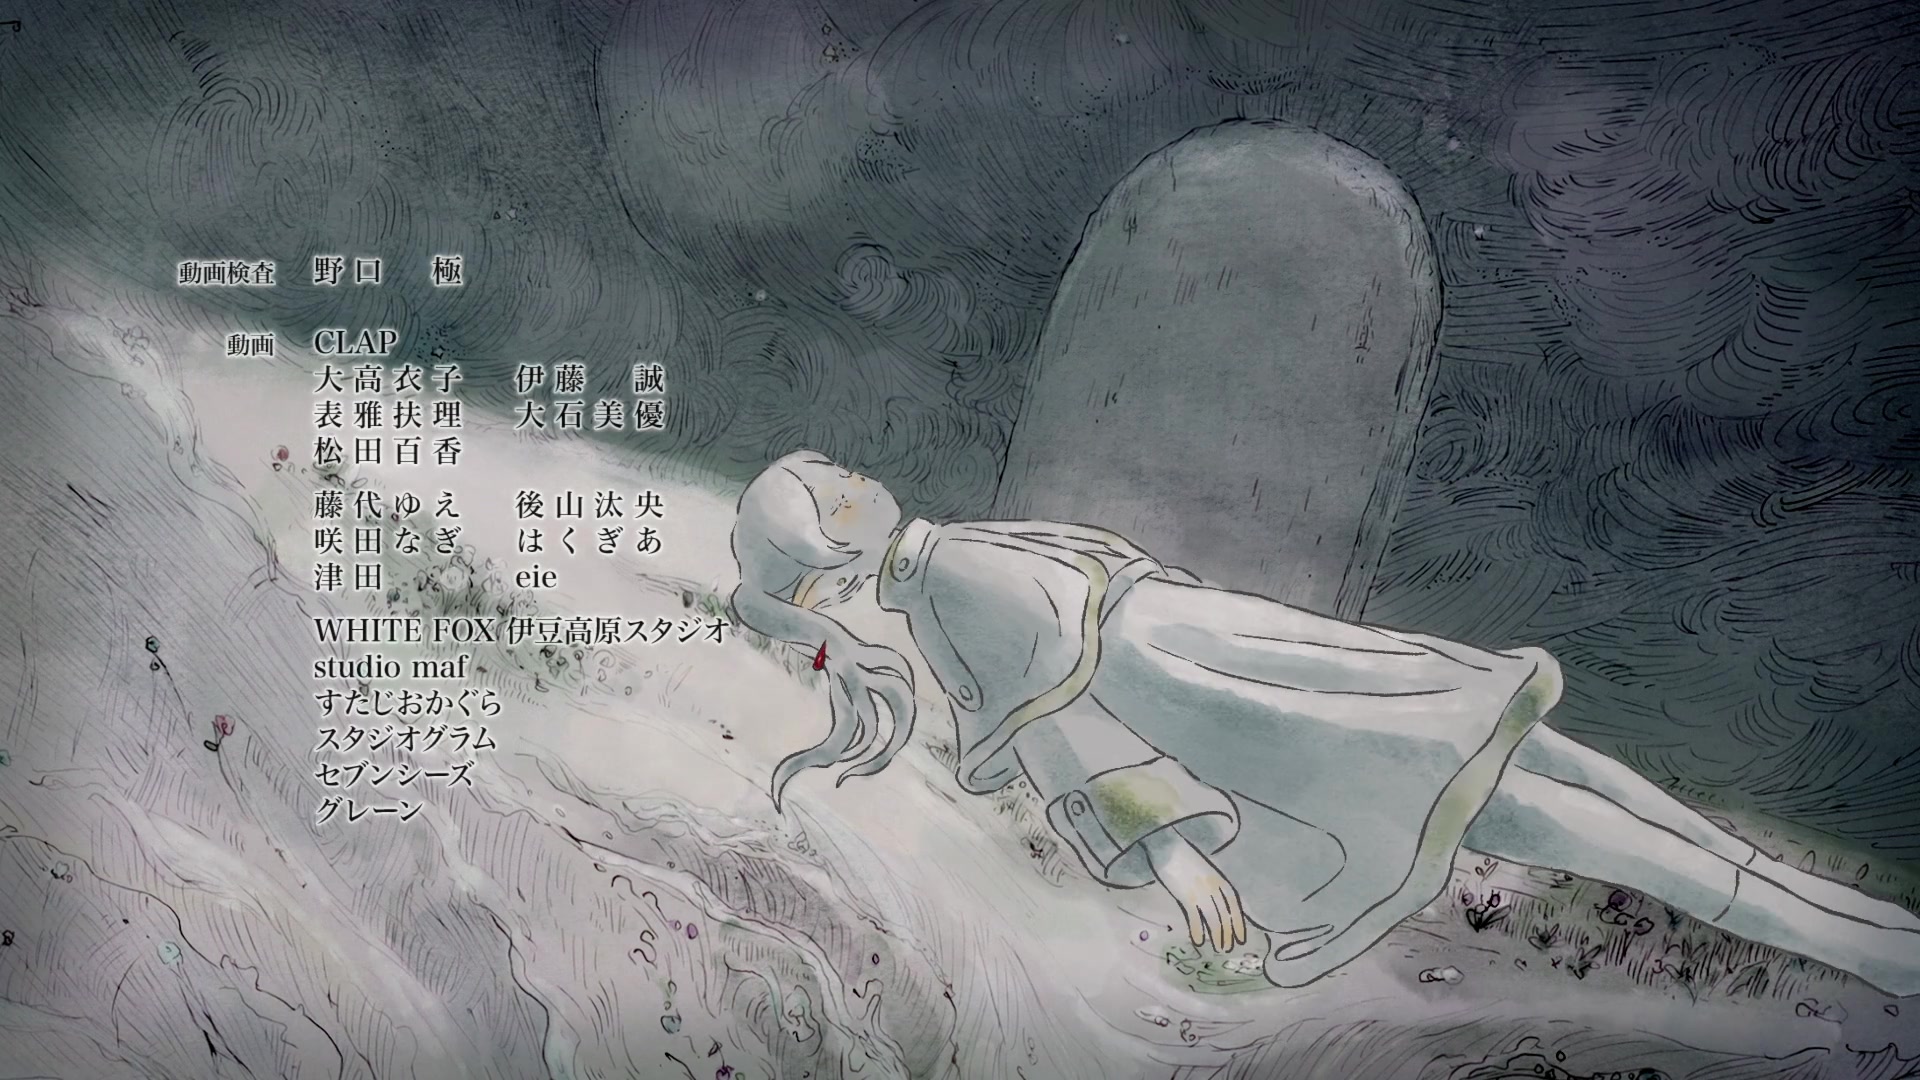 動画検査 野口 極
動画 CLAP
大高衣子 伊藤 誠
表雅扶理 大石美優
松田百香
藤代ゆえ 後山汰央
咲田なぎ はくぎあ
津田 eie
WHITE FOX 伊豆高原スタジオ
studio maf
すたじおかぐら
スタジオグラム
セブンシーズ
グレーン